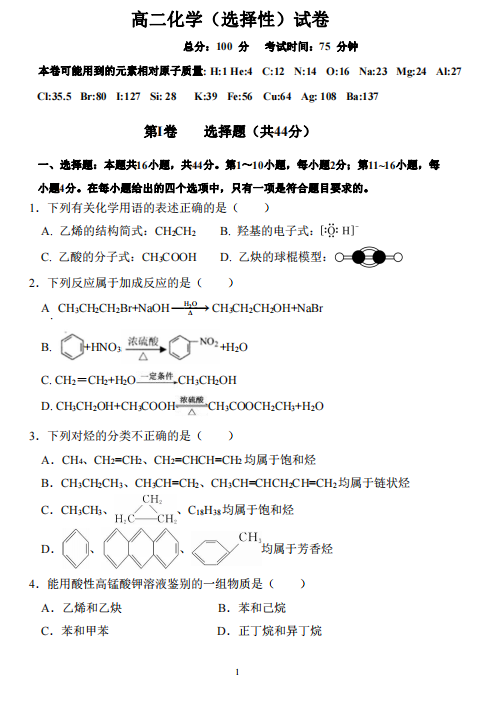 高二化学（选择性）试卷
总分：100 分 考试时间：75 分钟
本卷可能用到的元素相对原子质量: H:1 He:4 C:12 N:14 O:16 Na:23 Mg:24 Al:27
Cl:35.5 Br:80 I:127 Si: 28 K:39 Fe:56 Cu:64 Ag: 108 Ba:137
第Ⅰ卷 选择题（共44分）
一、选择题：本题共16小题，共44分。第1～10小题，每小题2分；第11~16小题，每
小题4分。在每小题给出的四个选项中，只有一项是符合题目要求的。
1．下列有关化学用语的表述正确的是（ ）
A. 乙烯的结构简式：CH₂CH₂ B. 羟基的电子式：[:Ö: H]⁻
C. 乙酸的分子式：CH₃COOH D. 乙炔的球棍模型：
2．下列反应属于加成反应的是（ ）
A. CH₃CH₂CH₂Br+NaOH H₂O △ CH₃CH₂CH₂OH+NaBr
B. +HNO₃ 浓硫酸 △ NO₂ +H₂O
C. CH₂＝CH₂+H₂O 一定条件 CH₃CH₂OH
D. CH₃CH₂OH+CH₃COOH 浓硫酸 △ CH₃COOCH₂CH₃+H₂O
3．下列对烃的分类不正确的是（ ）
A．CH₄、CH₂=CH₂、CH₂=CHCH=CH₂ 均属于饱和烃
B．CH₃CH₂CH₃、CH₃CH=CH₂、CH₃CH=CHCH₂CH=CH₂ 均属于链状烃
C．CH₃CH₃、 CH₂ H₂C CH₂ 、C₁₈H₃₈ 均属于饱和烃
D． 、 、 CH₃ 均属于芳香烃
4．能用酸性高锰酸钾溶液鉴别的一组物质是（ ）
A．乙烯和乙炔 B．苯和己烷
C．苯和甲苯 D．正丁烷和异丁烷
1